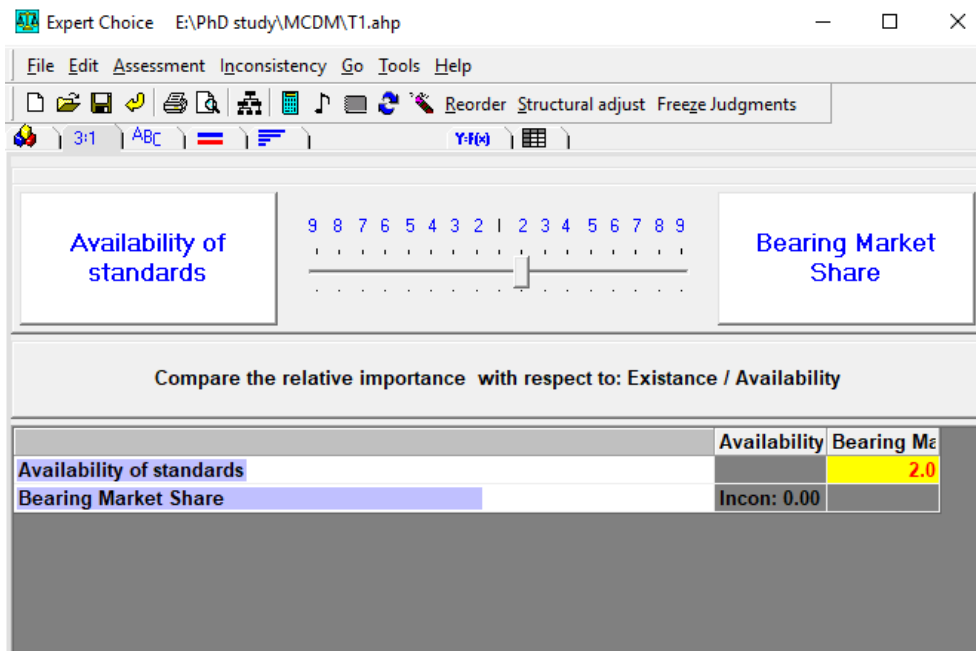 Expert Choice E:\PhD study\MCDM\T1.ahp
File Edit Assessment Inconsistency Go Tools Help
Reorder Structural adjust Freeze Judgments
3:1 ABC Y=F(x)
9 8 7 6 5 4 3 2 1 2 3 4 5 6 7 8 9
Availability of
standards
Bearing Market
Share
Compare the relative importance with respect to: Existance / Availability
Availability Bearing Ma
Availability of standards 2.0
Bearing Market Share Incon: 0.00